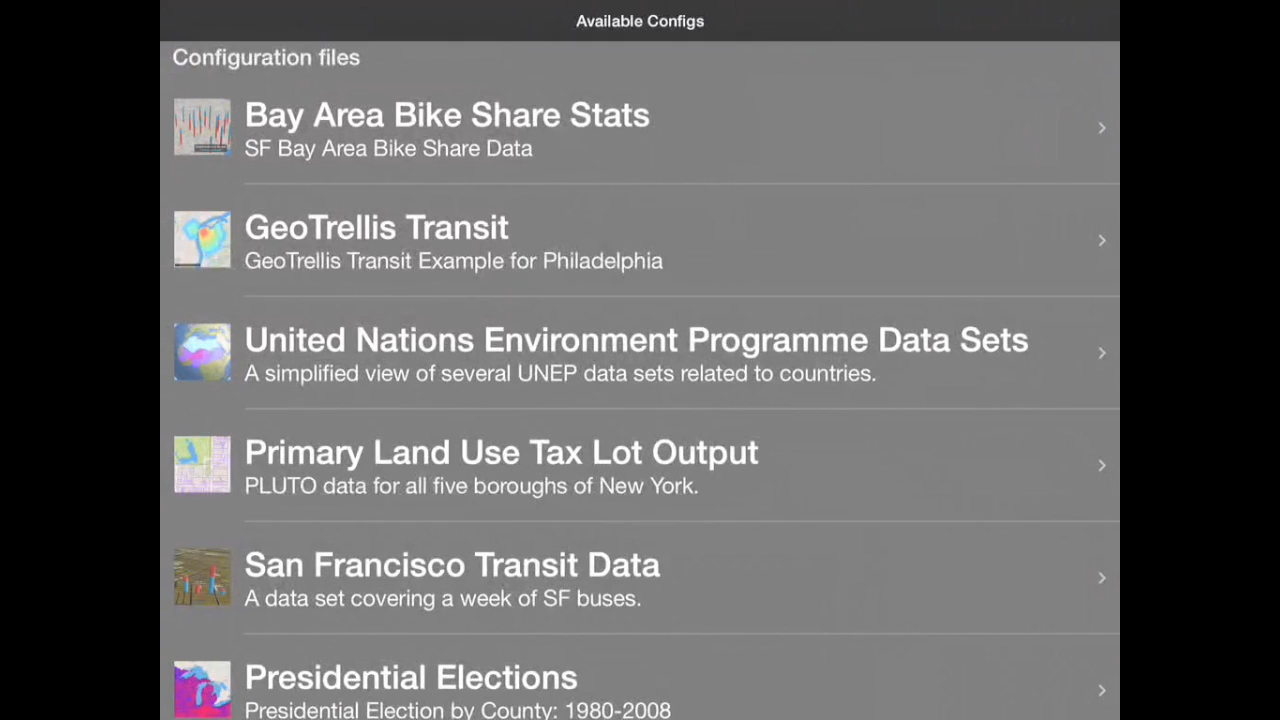 Available Configs
Configuration files
Bay Area Bike Share Stats
SF Bay Area Bike Share Data
GeoTrellis Transit
GeoTrellis Transit Example for Philadelphia
United Nations Environment Programme Data Sets
A simplified view of several UNEP data sets related to countries.
Primary Land Use Tax Lot Output
PLUTO data for all five boroughs of New York.
San Francisco Transit Data
A data set covering a week of SF buses.
Presidential Elections
Presidential Election by County: 1980-2008